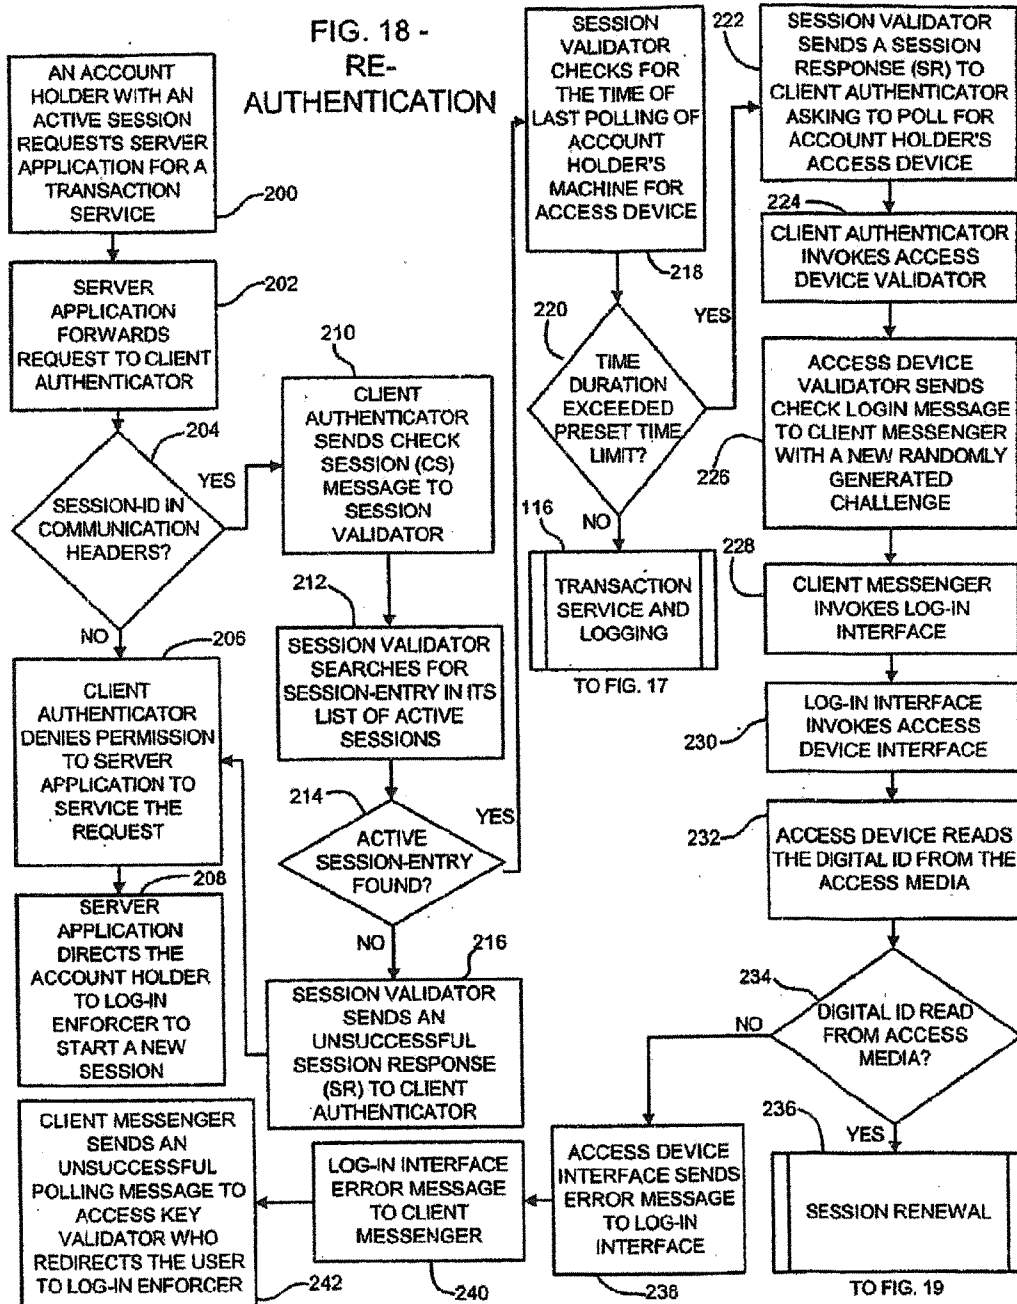 FIG. 18 -
RE-
AUTHENTICATION
AN ACCOUNT
HOLDER WITH AN
ACTIVE SESSION
REQUESTS SERVER
APPLICATION FOR A
TRANSACTION
SERVICE
200
SERVER
APPLICATION
FORWARDS
REQUEST TO CLIENT
AUTHENTICATOR
202
204
SESSION-ID IN
COMMUNICATION
HEADERS?
YES
NO
206
CLIENT
AUTHENTICATOR
DENIES PERMISSION
TO SERVER
APPLICATION TO
SERVICE THE
REQUEST
208
SERVER
APPLICATION
DIRECTS THE
ACCOUNT HOLDER
TO LOG-IN
ENFORCER TO
START A NEW
SESSION
210
CLIENT
AUTHENTICATOR
SENDS CHECK
SESSION (CS)
MESSAGE TO
SESSION
VALIDATOR
212
SESSION VALIDATOR
SEARCHES FOR
SESSION-ENTRY IN ITS
LIST OF ACTIVE
SESSIONS
214
ACTIVE
SESSION-ENTRY
FOUND?
YES
NO
216
SESSION VALIDATOR
SENDS AN
UNSUCCESSFUL
SESSION RESPONSE
(SR) TO CLIENT
AUTHENTICATOR
SESSION
VALIDATOR
CHECKS FOR
THE TIME OF
LAST POLLING OF
ACCOUNT
HOLDER'S
MACHINE FOR
ACCESS DEVICE
218
220
TIME
DURATION
EXCEEDED
PRESET TIME
LIMIT?
YES
NO
116
TRANSACTION
SERVICE AND
LOGGING
TO FIG. 17
222
SESSION VALIDATOR
SENDS A SESSION
RESPONSE (SR) TO
CLIENT AUTHENTICATOR
ASKING TO POLL FOR
ACCOUNT HOLDER'S
ACCESS DEVICE
224
CLIENT AUTHENTICATOR
INVOKES ACCESS
DEVICE VALIDATOR
226
ACCESS DEVICE
VALIDATOR SENDS
CHECK LOGIN MESSAGE
TO CLIENT MESSENGER
WITH A NEW RANDOMLY
GENERATED
CHALLENGE
228
CLIENT MESSENGER
INVOKES LOG-IN
INTERFACE
230
LOG-IN INTERFACE
INVOKES ACCESS
DEVICE INTERFACE
232
ACCESS DEVICE READS
THE DIGITAL ID FROM THE
ACCESS MEDIA
234
DIGITAL ID READ
FROM ACCESS
MEDIA?
NO
YES
236
SESSION RENEWAL
TO FIG. 19
ACCESS DEVICE
INTERFACE SENDS
ERROR MESSAGE
TO LOG-IN
INTERFACE
238
LOG-IN INTERFACE
ERROR MESSAGE
TO CLIENT
MESSENGER
240
CLIENT MESSENGER
SENDS AN
UNSUCCESSFUL
POLLING MESSAGE TO
ACCESS KEY
VALIDATOR WHO
REDIRECTS THE USER
TO LOG-IN ENFORCER
242